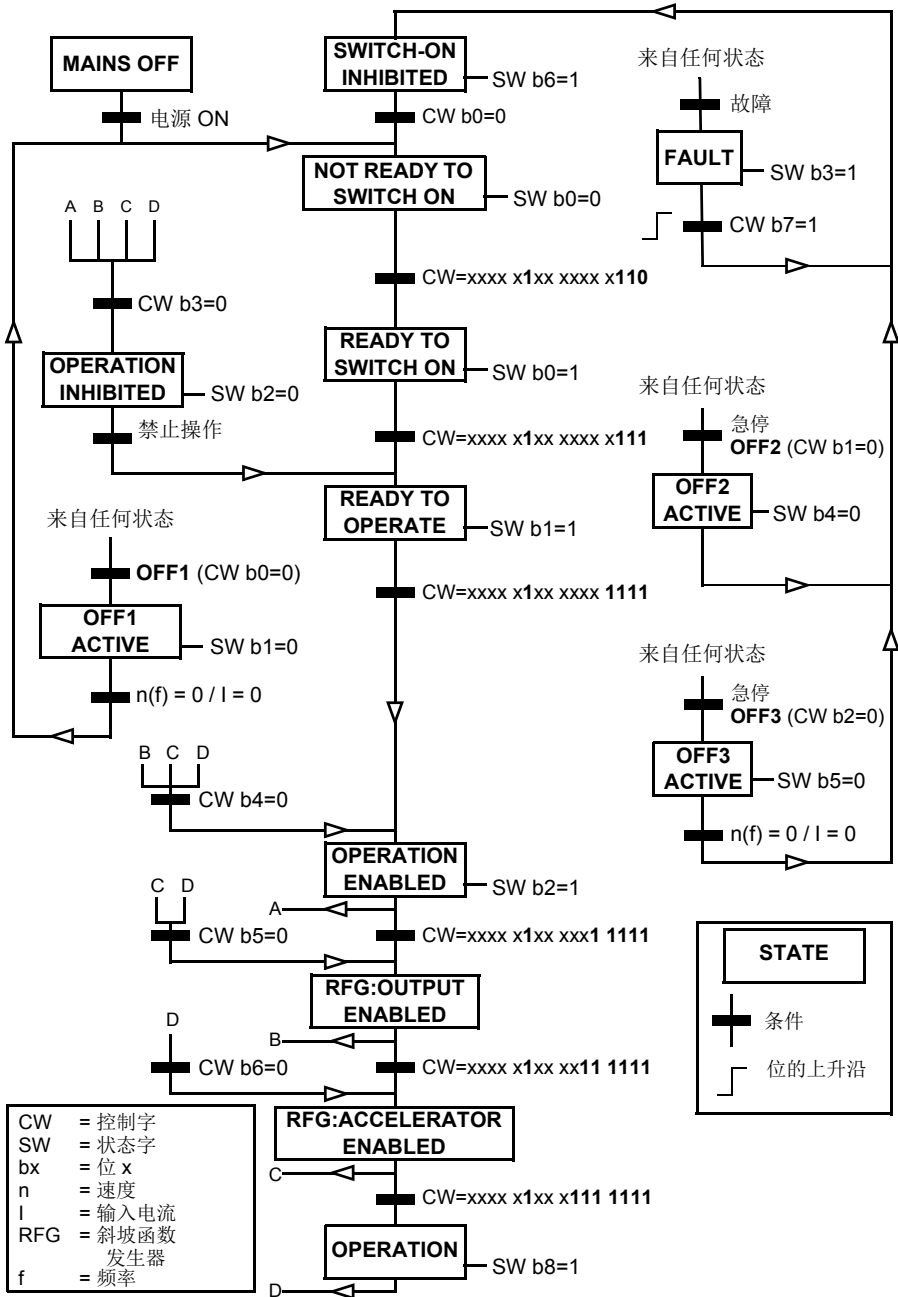 MAINS OFF
电源 ON
SWITCH-ON
INHIBITED
SW b6=1
CW b0=0
NOT READY TO
SWITCH ON
SW b0=0
CW=xxxx x1xx xxxx x110
READY TO
SWITCH ON
SW b0=1
CW=xxxx x1xx xxxx x111
READY TO
OPERATE
SW b1=1
CW=xxxx x1xx xxxx 1111
A B C D
CW b3=0
OPERATION
INHIBITED
SW b2=0
禁止操作
来自任何状态
OFF1 (CW b0=0)
OFF1
ACTIVE
SW b1=0
n(f) = 0 / I = 0
B C D
CW b4=0
OPERATION
ENABLED
SW b2=1
A
C D
CW b5=0
CW=xxxx x1xx xxx1 1111
RFG:OUTPUT
ENABLED
B
D
CW b6=0
CW=xxxx x1xx xx11 1111
RFG:ACCELERATOR
ENABLED
C
CW=xxxx x1xx x111 1111
OPERATION
SW b8=1
D
来自任何状态
故障
FAULT
SW b3=1
CW b7=1
来自任何状态
急停
OFF2 (CW b1=0)
OFF2
ACTIVE
SW b4=0
来自任何状态
急停
OFF3 (CW b2=0)
OFF3
ACTIVE
SW b5=0
n(f) = 0 / I = 0
STATE
条件
位的上升沿
CW = 控制字
SW = 状态字
bx = 位 x
n = 速度
I = 输入电流
RFG = 斜坡函数
发生器
f = 频率